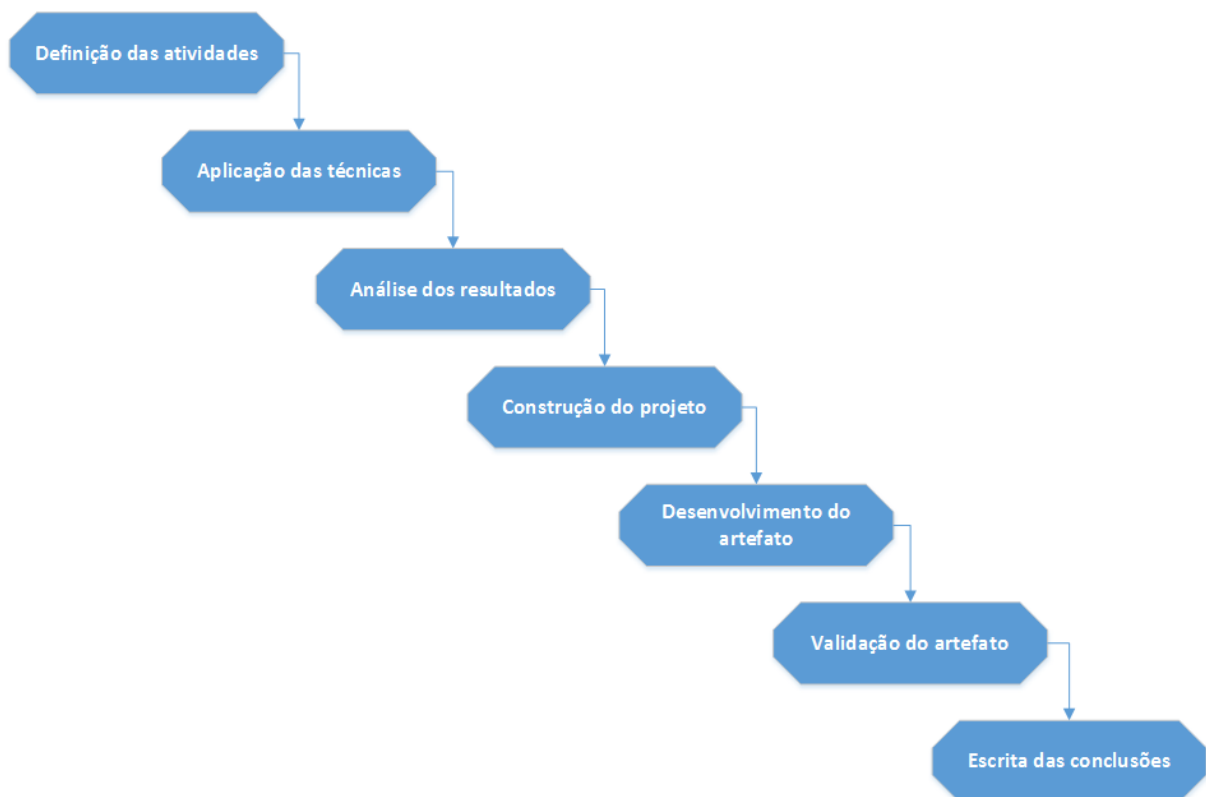 Definição das atividades
Aplicação das técnicas
Análise dos resultados
Construção do projeto
Desenvolvimento do
artefato
Validação do artefato
Escrita das conclusões